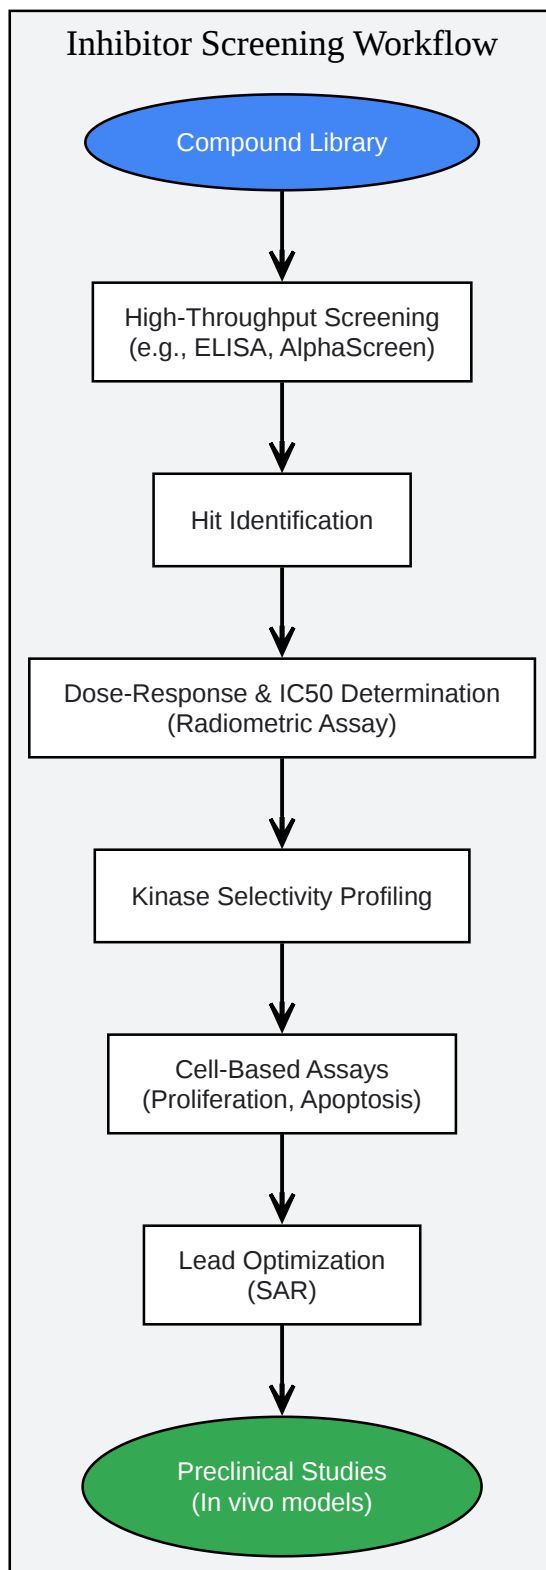 Inhibitor Screening Workflow
Compound Library
High-Throughput Screening
(e.g., ELISA, AlphaScreen)
Hit Identification
Dose-Response & IC50 Determination
(Radiometric Assay)
Kinase Selectivity Profiling
Cell-Based Assays
(Proliferation, Apoptosis)
Lead Optimization
(SAR)
Preclinical Studies
(In vivo models)